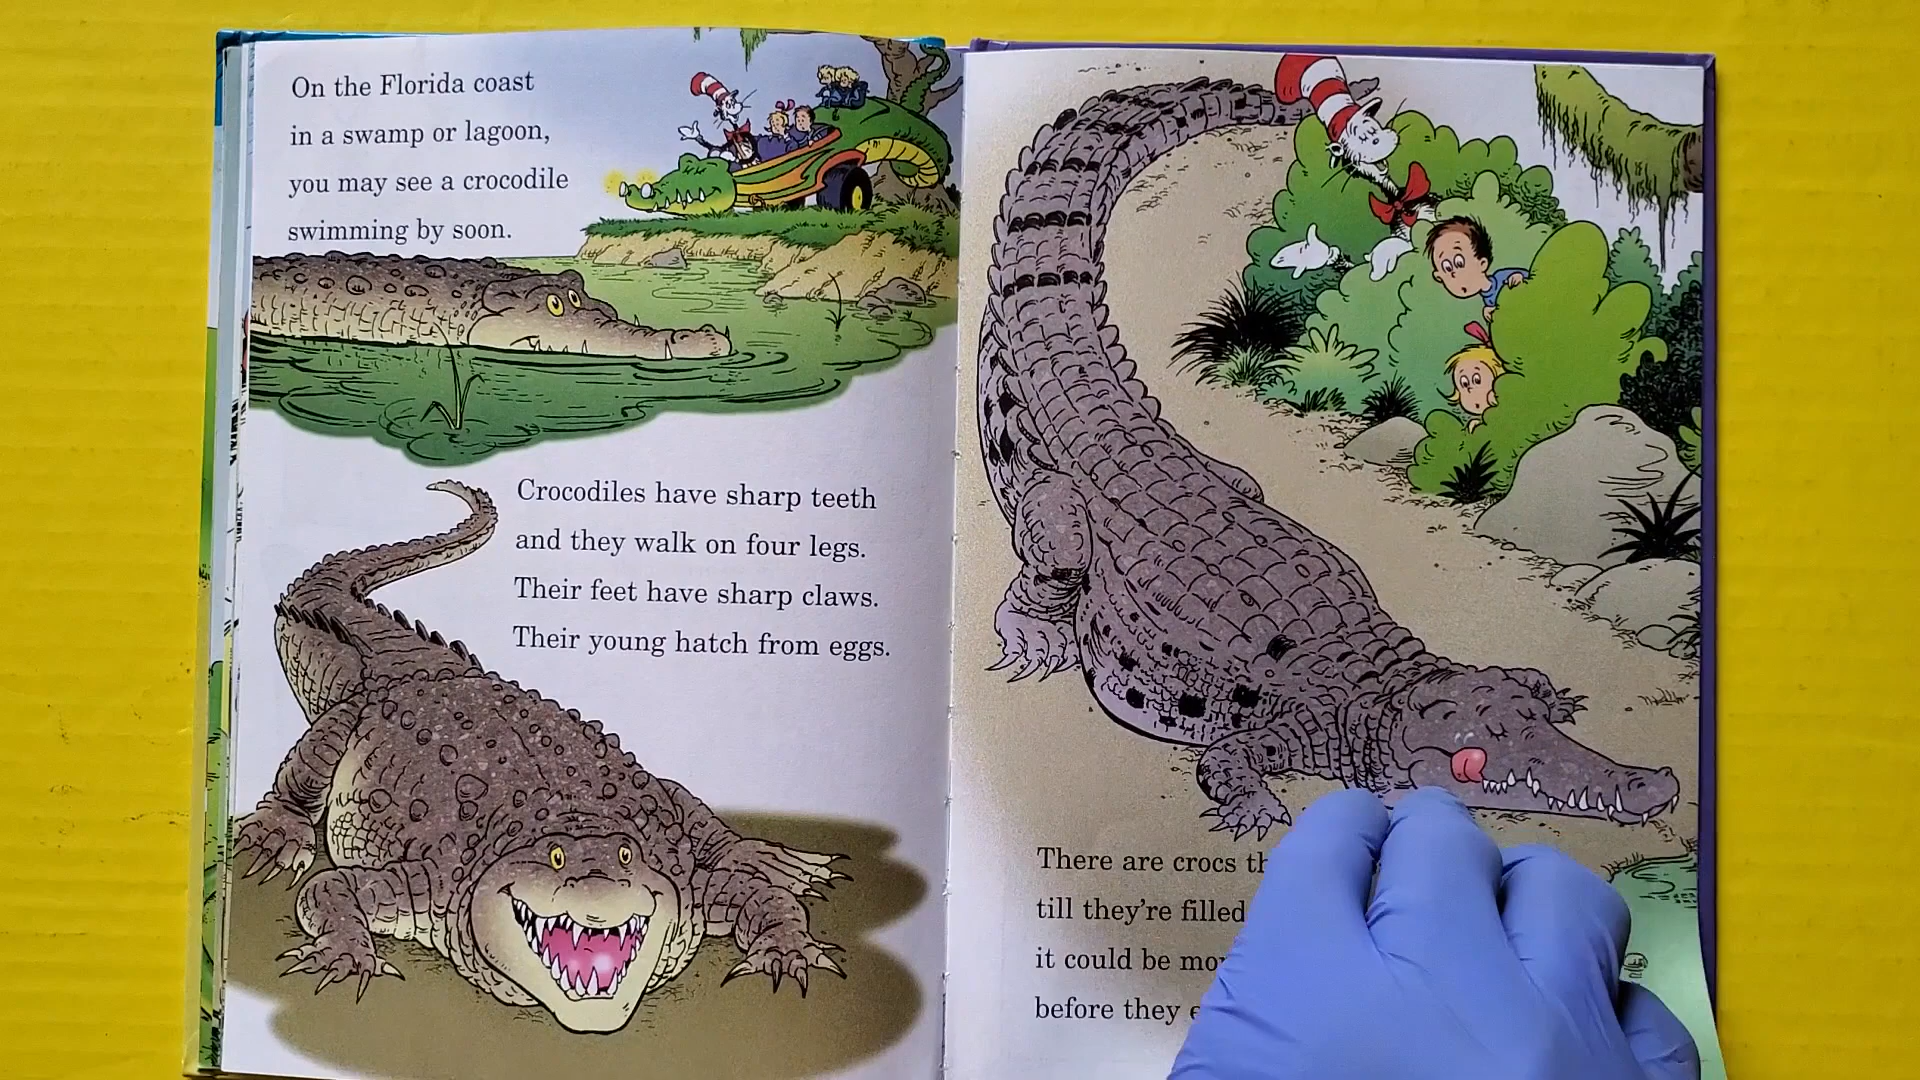 On the Florida coast
in a swamp or lagoon,
you may see a crocodile
swimming by soon.
Crocodiles have sharp teeth
and they walk on four legs.
Their feet have sharp claws.
Their young hatch from eggs.
There are crocs
till they're filled
it could be
before they